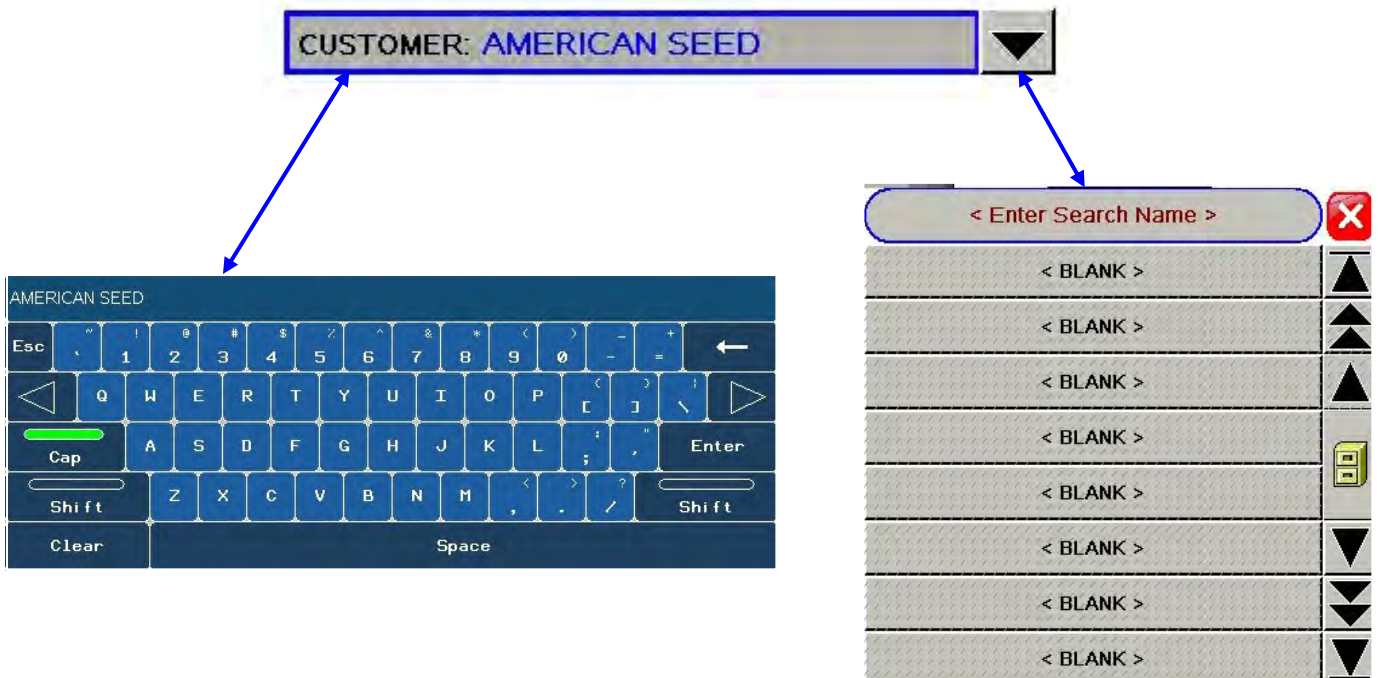 CUSTOMER: AMERICAN SEED
< Enter Search Name >
< BLANK >
< BLANK >
< BLANK >
< BLANK >
< BLANK >
< BLANK >
< BLANK >
< BLANK >
AMERICAN SEED
Esc ~ ` ! 1 @ 2 # 3 $ 4 % 5 ^ 6 & 7 * 8 ( 9 ) 0 _ - + =
Q W E R T Y U I O P { [ } ] | \
Cap A S D F G H J K L : ; " ' Enter
Shift Z X C V B N M < , > . ? / Shift
Clear Space